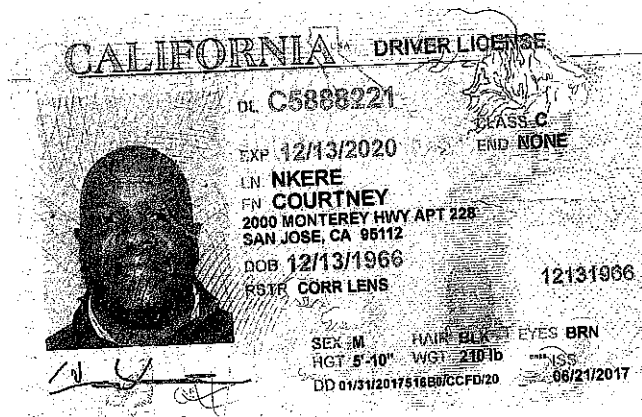 CALIFORNIA DRIVER LICENSE
DL C5888221
CLASS C
EXP 12/13/2020
END NONE
LN NKERE
FN COURTNEY
2000 MONTEREY HWY APT 228
SAN JOSE, CA 95112
DOB 12/13/1966
RSTR CORR LENS
12131966
SEX M HAIR BLK EYES BRN
HGT 5'-10" WGT 210 lb ISS
DD 01/31/2017516B0/CCFD/20 06/21/2017